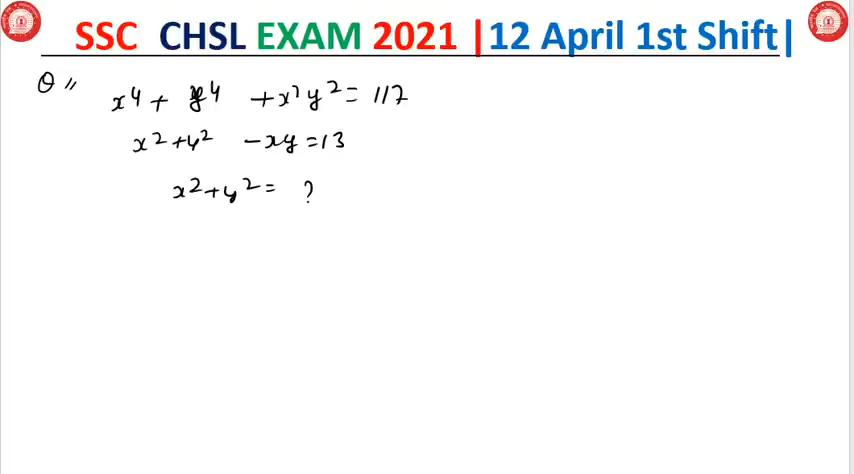 SSC CHSL EXAM 2021 |12 April 1st Shift|
Q// x⁴ + y⁴ + x²y² = 117
x² + y² - xy = 13
x² + y² = ?